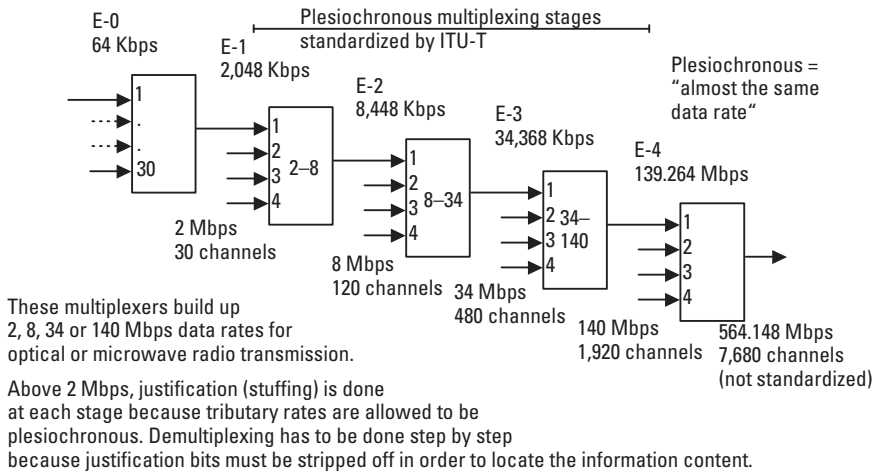 Plesiochronous multiplexing stages
standardized by ITU-T
E-0
64 Kbps
E-1
2,048 Kbps
E-2
8,448 Kbps
E-3
34,368 Kbps
E-4
139.264 Mbps
Plesiochronous =
“almost the same
data rate“
1
.
.
30
1
2
3
4
2–8
1
2
3
4
8–34
1
2
3
4
34–
140
1
2
3
4
2 Mbps
30 channels
8 Mbps
120 channels
34 Mbps
480 channels
140 Mbps
1,920 channels
564.148 Mbps
7,680 channels
(not standardized)
These multiplexers build up
2, 8, 34 or 140 Mbps data rates for
optical or microwave radio transmission.
Above 2 Mbps, justification (stuffing) is done
at each stage because tributary rates are allowed to be
plesiochronous. Demultiplexing has to be done step by step
because justification bits must be stripped off in order to locate the information content.